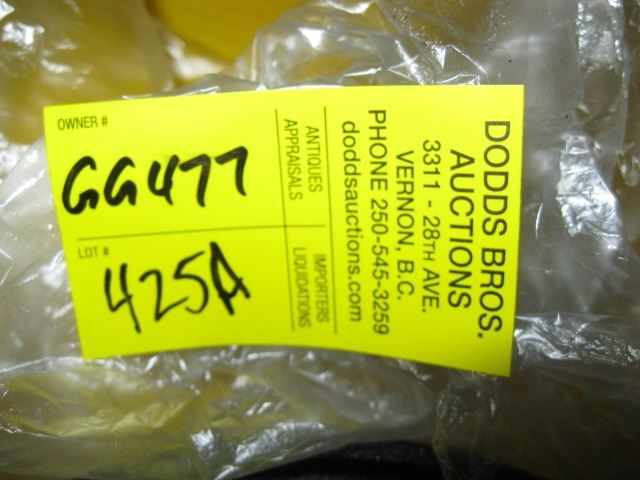 DODDS BROS.
AUCTIONS
3311 - 28TH AVE.
VERNON, B.C.
PHONE 250-545-3259
doddsauctions.com
ANTIQUES
APPRAISALS
IMPORTERS
LIQUIDATIONS
OWNER #
GG477
LOT #
425A